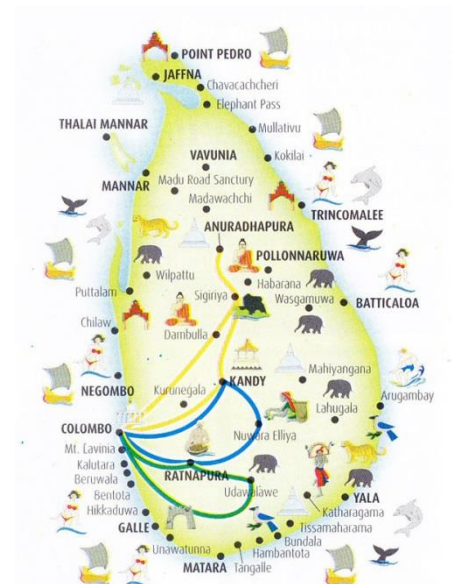 POINT PEDRO
JAFFNA
Chavacachcheri
Elephant Pass
THALAI MANNAR
Mullativu
VAVUNIA
Kokilai
MANNAR
Madu Road Sanctury
Madawachchi
TRINCOMALEE
ANURADHAPURA
POLLONNARUWA
Wilpattu
Habarana
Puttalam
Sigiriya
Wasgamuwa
BATTICALOA
Chilaw
Dambulla
Mahiyangana
NEGOMBO
Kurunegala
KANDY
Arugambay
Lahugala
COLOMBO
Nuwara Elliya
Mt. Lavinia
Kalutara
RATNAPURA
Beruwala
Udawalawe
Bentota
YALA
Hikkaduwa
Katharagama
GALLE
Tissamaharama
Bundala
Unawatunna
Hambantota
MATARA
Tangalle